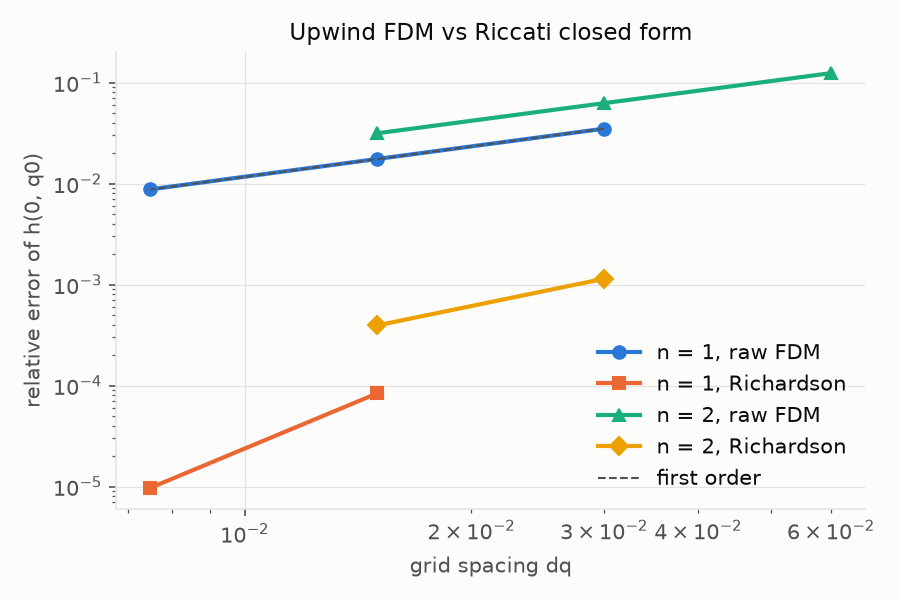 Upwind FDM vs Riccati closed form
relative error of h(0, q0)
10⁻¹
10⁻²
10⁻³
10⁻⁴
10⁻⁵
n = 1, raw FDM
n = 1, Richardson
n = 2, raw FDM
n = 2, Richardson
first order
10⁻² 2 × 10⁻² 3 × 10⁻² 4 × 10⁻² 6 × 10⁻²
grid spacing dq